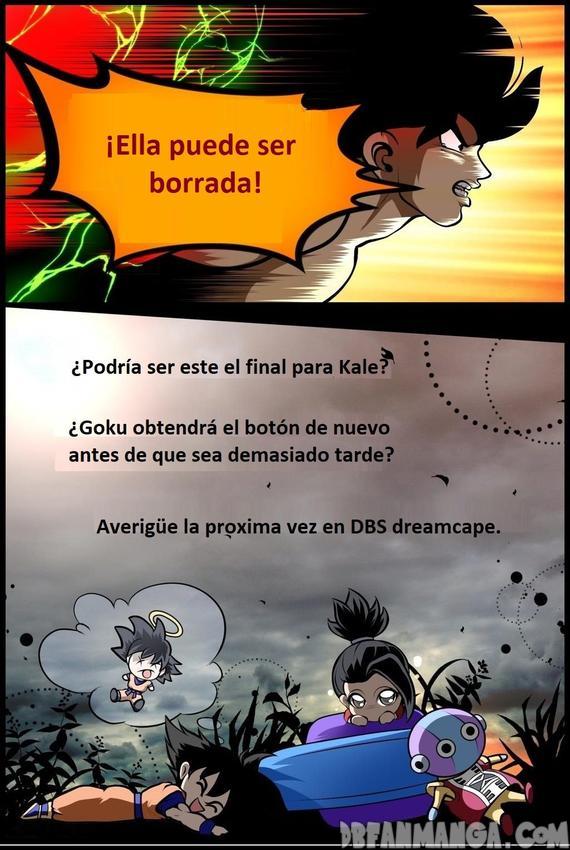 ¡Ella puede ser
borrada!
¿Podría ser este el final para Kale?
¿Goku obtendrá el botón de nuevo
antes de que sea demasiado tarde?
Averigüe la proxima vez en DBS dreamcape.
DBFANMANGA.COM